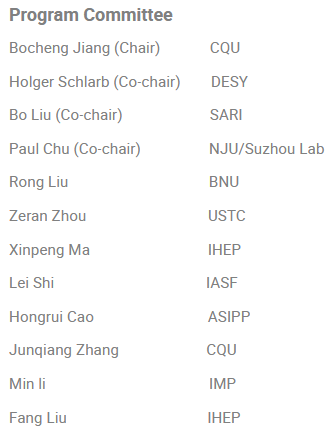 Program Committee
Bocheng Jiang (Chair) CQU
Holger Schlarb (Co-chair) DESY
Bo Liu (Co-chair) SARI
Paul Chu (Co-chair) NJU/Suzhou Lab
Rong Liu BNU
Zeran Zhou USTC
Xinpeng Ma IHEP
Lei Shi IASF
Hongrui Cao ASIPP
Junqiang Zhang CQU
Min li IMP
Fang Liu IHEP